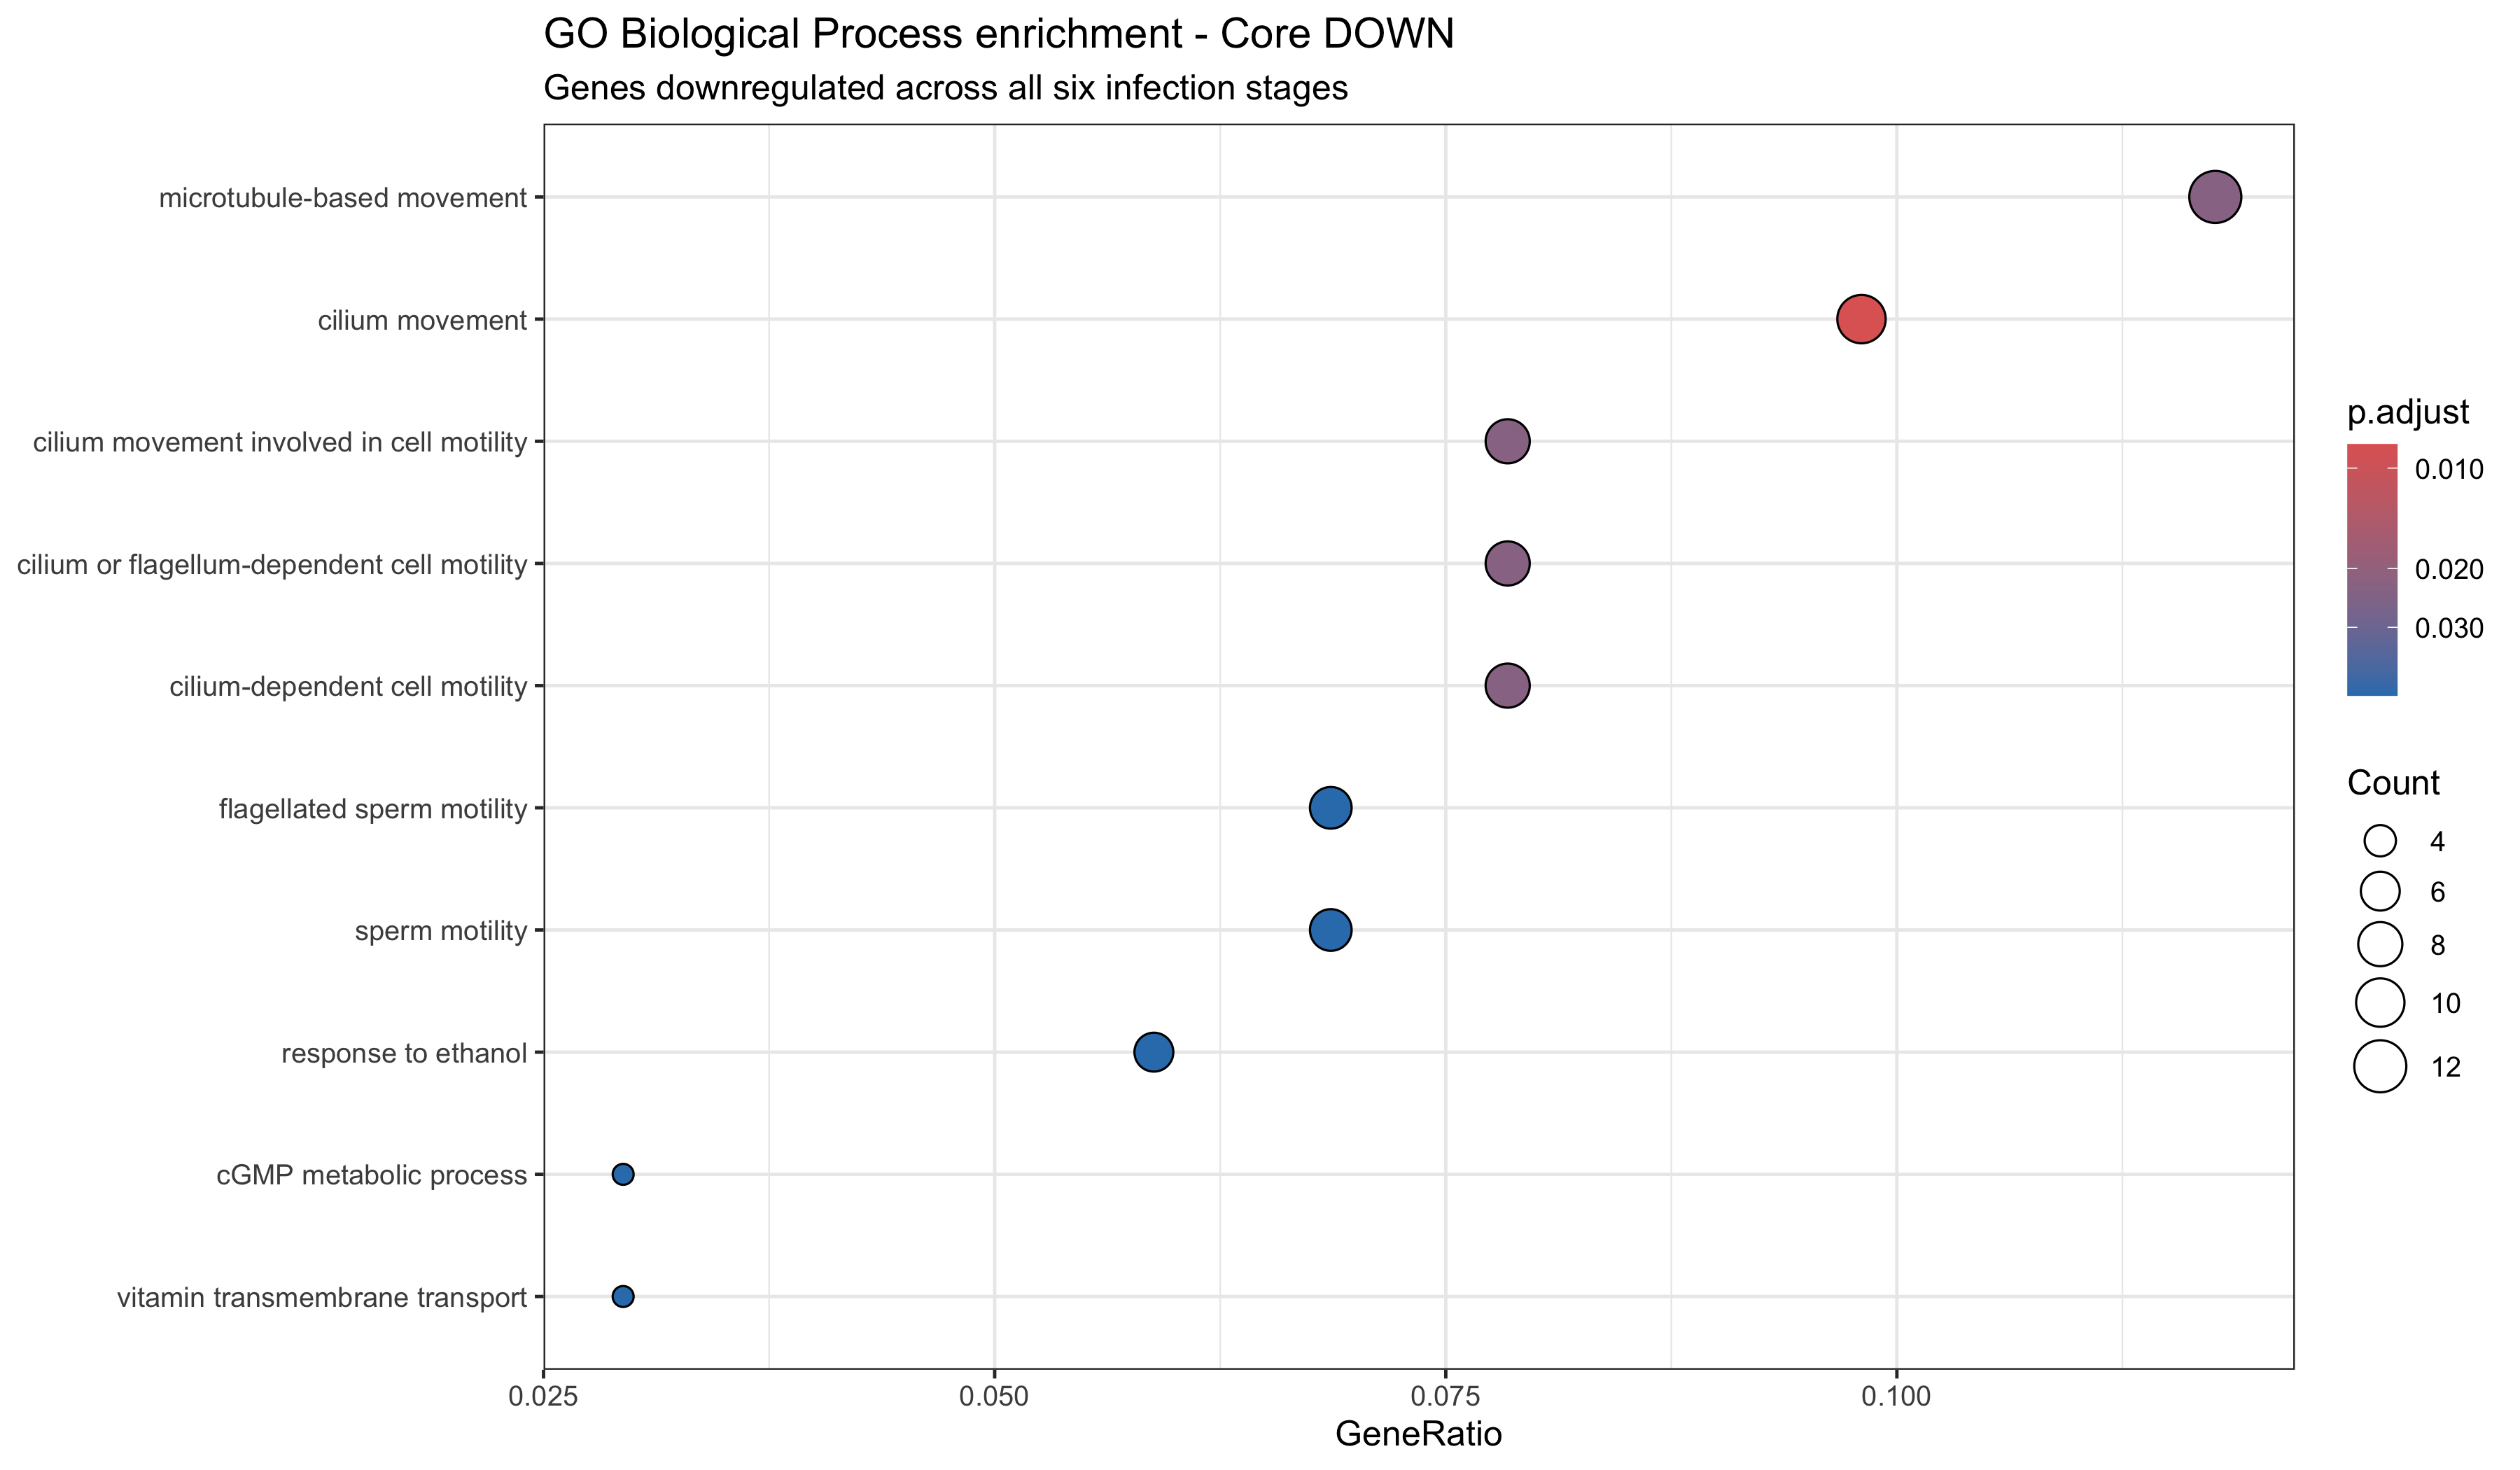 GO Biological Process enrichment - Core DOWN
Genes downregulated across all six infection stages
microtubule-based movement
cilium movement
cilium movement involved in cell motility
cilium or flagellum-dependent cell motility
cilium-dependent cell motility
flagellated sperm motility
sperm motility
response to ethanol
cGMP metabolic process
vitamin transmembrane transport
0.025
0.050
0.075
0.100
GeneRatio
p.adjust
0.010
0.020
0.030
Count
4
6
8
10
12